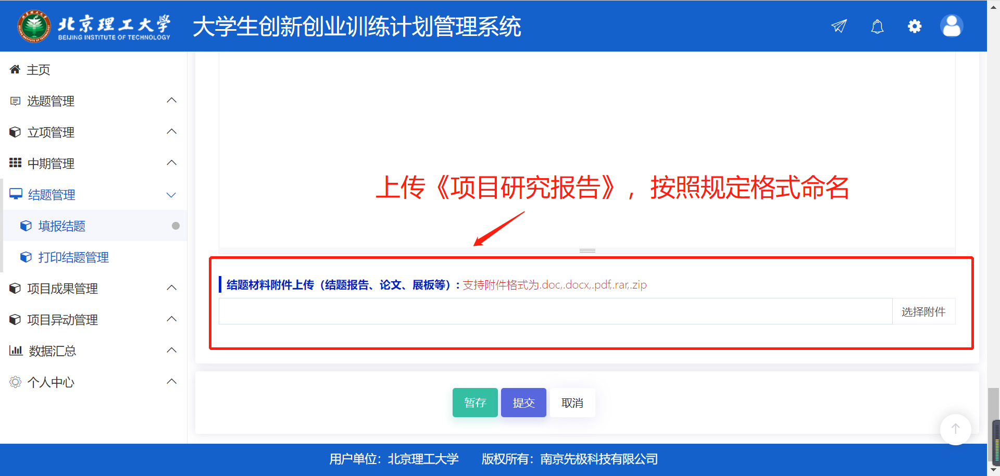 北京理工大学
BEIJING INSTITUTE OF TECHNOLOGY
大学生创新创业训练计划管理系统
主页
选题管理
立项管理
中期管理
结题管理
填报结题
打印结题管理
项目成果管理
项目异动管理
数据汇总
个人中心
上传《项目研究报告》，按照规定格式命名
结题材料附件上传（结题报告、论文、展板等）: 支持附件格式为.doc,.docx,.pdf,.rar,.zip
选择附件
暂存 提交 取消
用户单位：北京理工大学 版权所有：南京先极科技有限公司